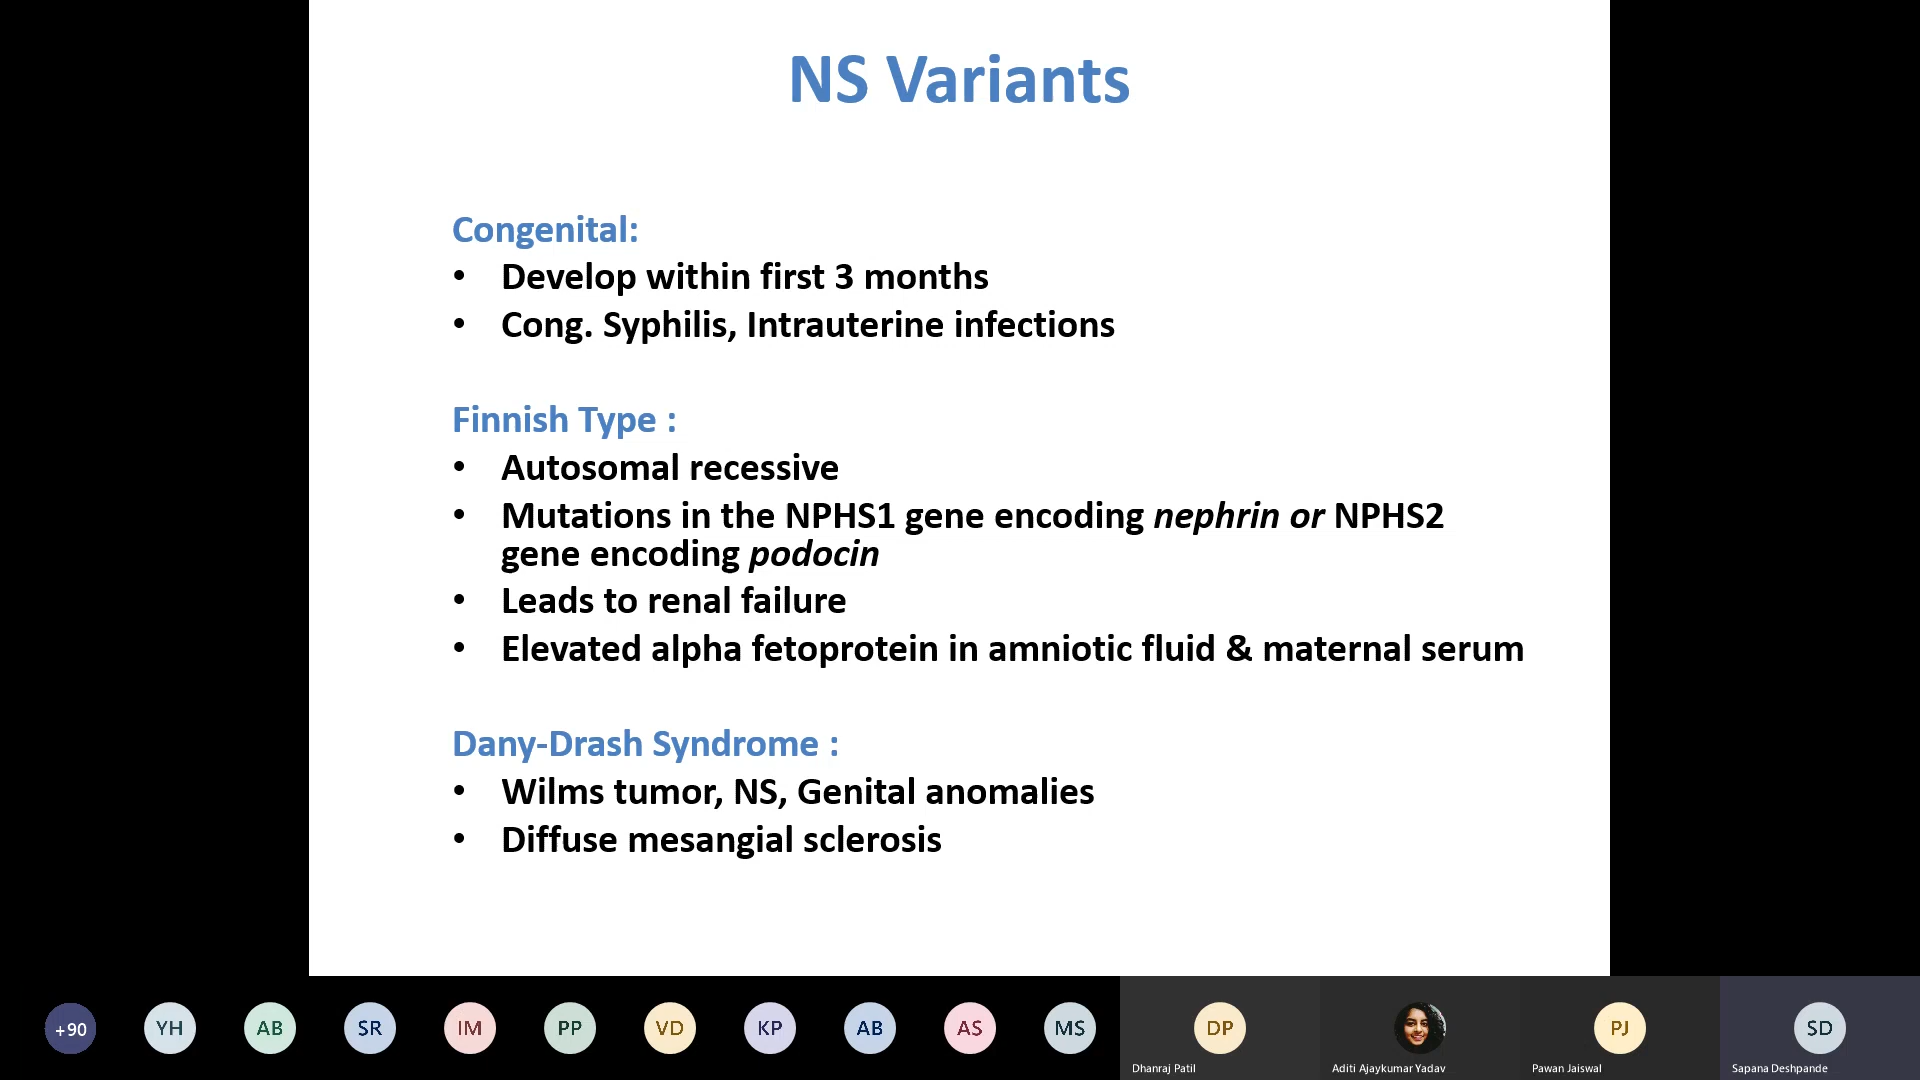 NS Variants
Congenital:
• Develop within first 3 months
• Cong. Syphilis, Intrauterine infections
Finnish Type :
• Autosomal recessive
• Mutations in the NPHS1 gene encoding nephrin or NPHS2
gene encoding podocin
• Leads to renal failure
• Elevated alpha fetoprotein in amniotic fluid & maternal serum
Dany-Drash Syndrome :
• Wilms tumor, NS, Genital anomalies
• Diffuse mesangial sclerosis
+90 YH AB SR IM PP VD KP AB AS MS DP PJ SD
Dhanraj Patil Aditi Ajaykumar Yadav Pawan Jaiswal Sapana Deshpande